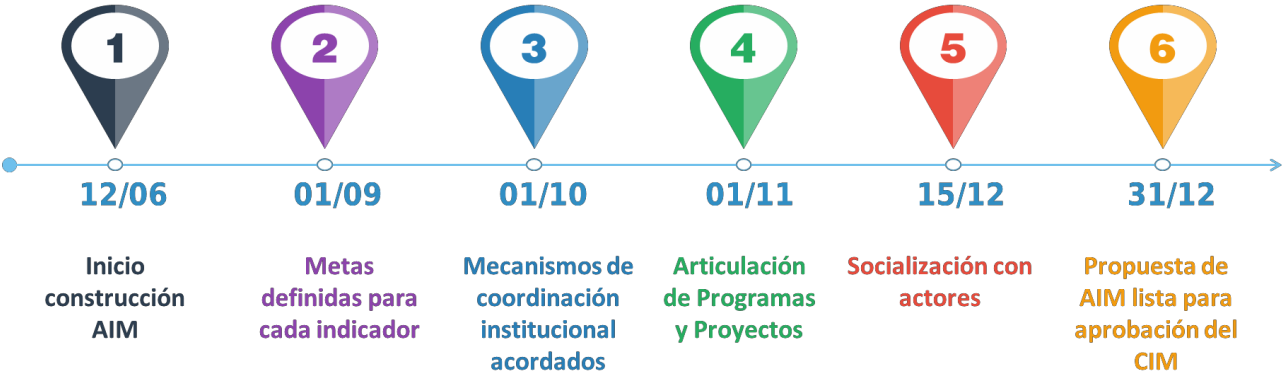 1
2
3
4
5
6
12/06
01/09
01/10
01/11
15/12
31/12
Inicio
construcción
AIM
Metas
definidas para
cada indicador
Mecanismos de
coordinación
institucional
acordados
Articulación
de Programas
y Proyectos
Socialización con
actores
Propuesta de
AIM lista para
aprobación del
CIM